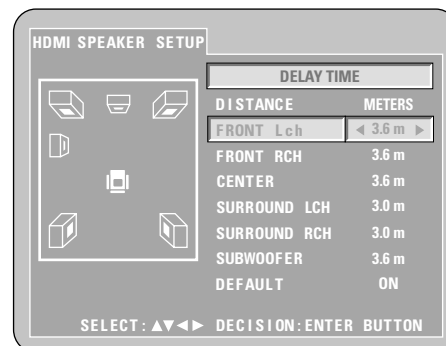 HDMI SPEAKER SETUP
DELAY TIME
DISTANCE METERS
FRONT Lch ◀ 3.6 m ▶
FRONT RCH 3.6 m
CENTER 3.6 m
SURROUND LCH 3.0 m
SURROUND RCH 3.0 m
SUBWOOFER 3.6 m
DEFAULT ON
SELECT: ▲▼◀▶ DECISION: ENTER BUTTON